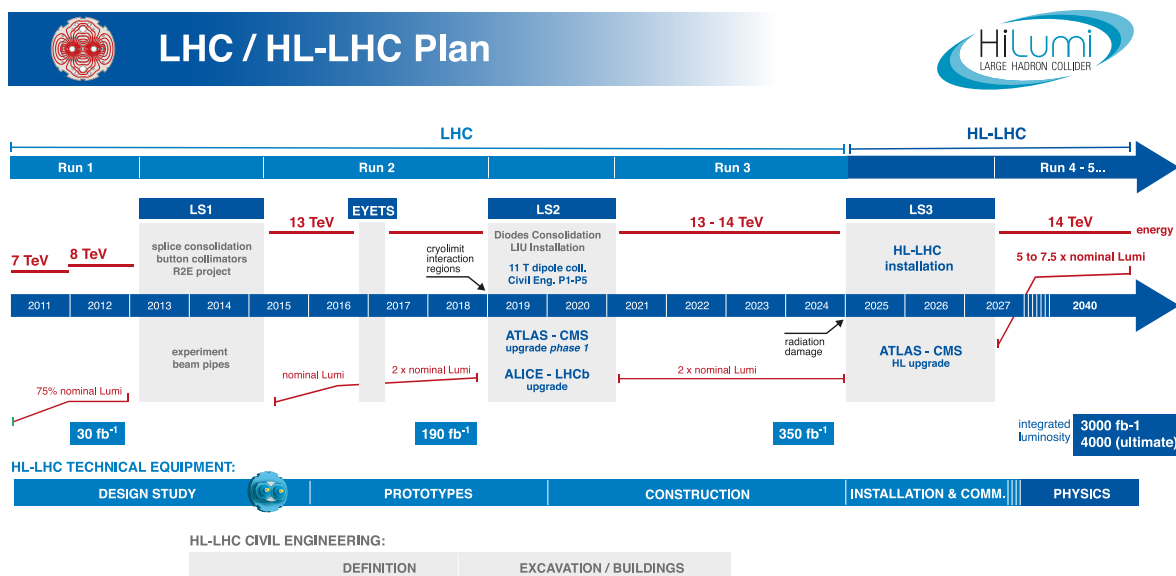 LHC / HL-LHC Plan
HiLumi
LARGE HADRON COLLIDER
LHC
HL-LHC
Run 1
Run 2
Run 3
Run 4 - 5...
LS1
EYETS
LS2
LS3
13 TeV
13 - 14 TeV
14 TeV
energy
splice consolidation
button collimators
R2E project
Diodes Consolidation
LIU Installation
11 T dipole coll.
Civil Eng. P1-P5
cryolimit
interaction
regions
HL-LHC
installation
7 TeV
8 TeV
5 to 7.5 x nominal Lumi
2011
2012
2013
2014
2015
2016
2017
2018
2019
2020
2021
2022
2023
2024
2025
2026
2027
2040
experiment
beam pipes
ATLAS - CMS
upgrade phase 1
ALICE - LHCb
upgrade
radiation
damage
ATLAS - CMS
HL upgrade
75% nominal Lumi
nominal Lumi
2 x nominal Lumi
2 x nominal Lumi
30 fb-1
190 fb-1
350 fb-1
integrated
luminosity
3000 fb-1
4000 (ultimate)
HL-LHC TECHNICAL EQUIPMENT:
DESIGN STUDY
PROTOTYPES
CONSTRUCTION
INSTALLATION & COMM.
PHYSICS
HL-LHC CIVIL ENGINEERING:
DEFINITION
EXCAVATION / BUILDINGS